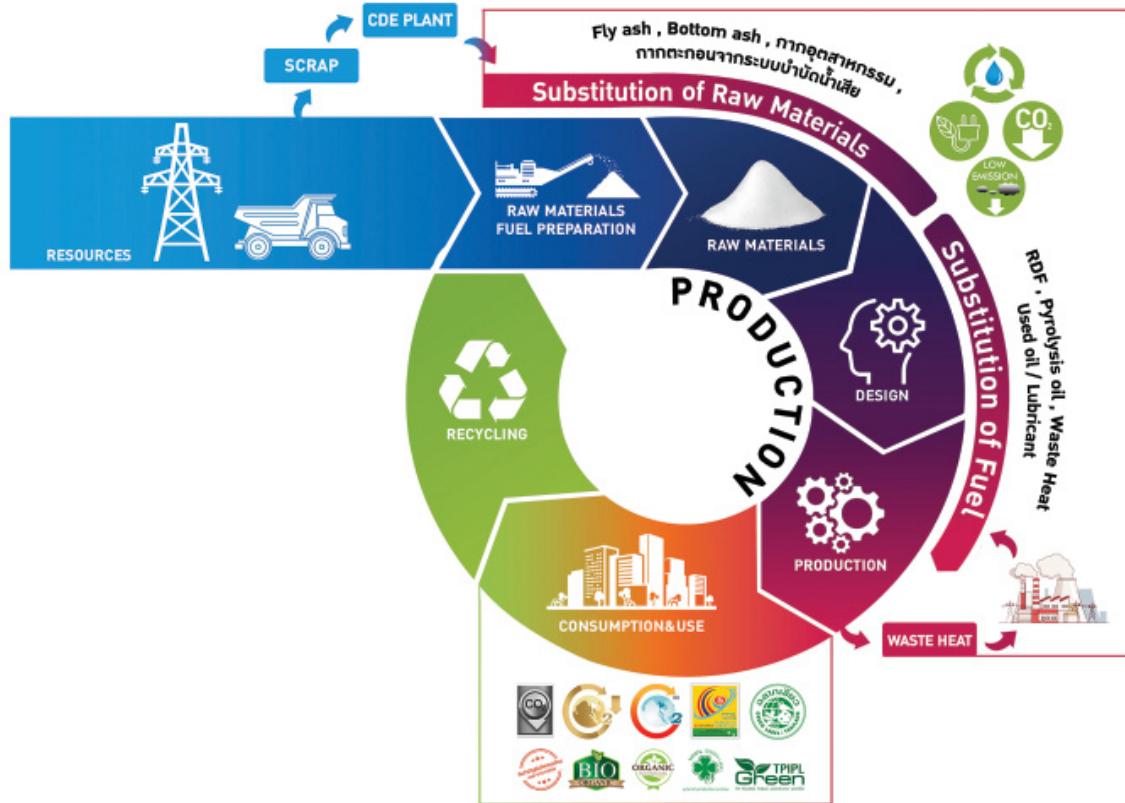 CDE PLANT
SCRAP
Fly ash , Bottom ash , กากอุตสาหกรรม ,
กากตะกอนจากระบบบำบัดน้ำเสีย
Substitution of Raw Materials
CO₂
LOW
EMISSION
RESOURCES
RAW MATERIALS
FUEL PREPARATION
RAW MATERIALS
PRODUCTION
DESIGN
Substitution of Fuel
RDF , Pyrolysis oil , Waste Heat
Used oil / Lubricant
RECYCLING
PRODUCTION
CONSUMPTION&USE
WASTE HEAT
CO₂
2
2
BIO
ORGANIC
ORGANIC
TPIPL
Green